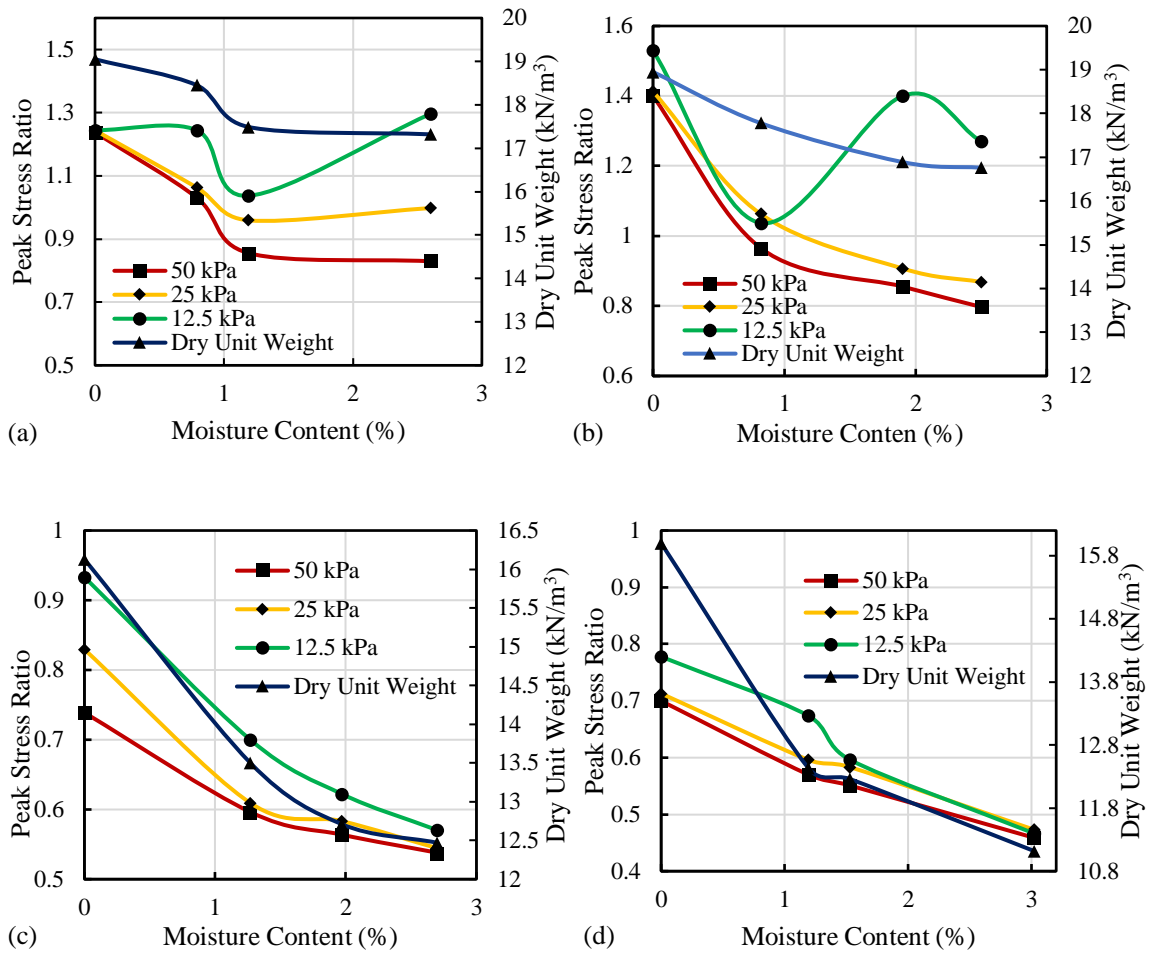 20
19
18
17
16
15
14
13
12
1.5
1.3
1.1
0.9
0.7
0.5
0 1 2 3
Peak Stress Ratio
Dry Unit Weight (kN/m³)
50 kPa
25 kPa
12.5 kPa
Dry Unit Weight
(a) Moisture Content (%)
1.6
1.4
1.2
1
0.8
0.6
20
19
18
17
16
15
14
13
12
0 1 2 3
Peak Stress Ratio
Dry Unit Weight (kN/m³)
50 kPa
25 kPa
12.5 kPa
Dry Unit Weight
(b) Moisture Conten (%)
1
0.9
0.8
0.7
0.6
0.5
16.5
16
15.5
15
14.5
14
13.5
13
12.5
12
0 1 2 3
Peak Stress Ratio
Dry Unit Weight (kN/m³)
50 kPa
25 kPa
12.5 kPa
Dry Unit Weight
(c) Moisture Content (%)
1
0.9
0.8
0.7
0.6
0.5
0.4
15.8
14.8
13.8
12.8
11.8
10.8
0 1 2 3
Peak Stress Ratio
Dry Unit Weight (kN/m³)
50 kPa
25 kPa
12.5 kPa
Dry Unit Weight
(d) Moisture Content (%)